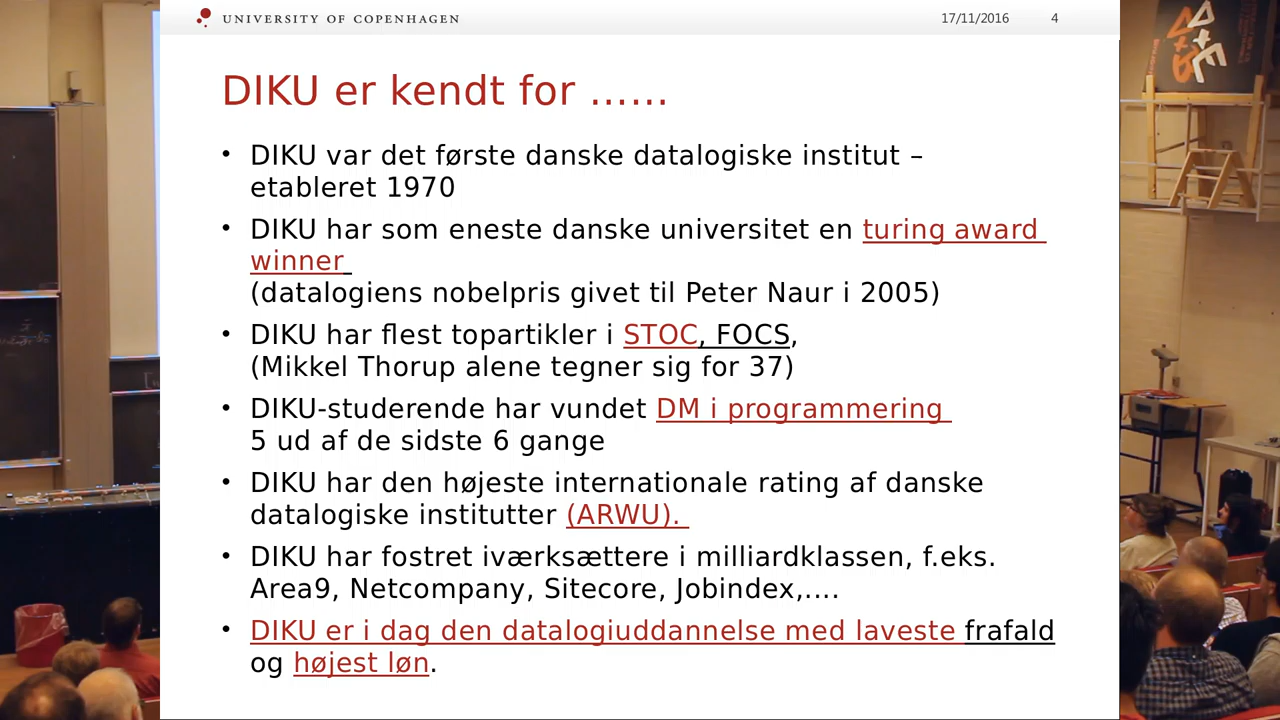 UNIVERSITY OF COPENHAGEN
17/11/2016 4
DIKU er kendt for ......
• DIKU var det første danske datalogiske institut –
etableret 1970
• DIKU har som eneste danske universitet en turing award
winner
(datalogiens nobelpris givet til Peter Naur i 2005)
• DIKU har flest topartikler i STOC, FOCS,
(Mikkel Thorup alene tegner sig for 37)
• DIKU-studerende har vundet DM i programmering
5 ud af de sidste 6 gange
• DIKU har den højeste internationale rating af danske
datalogiske institutter (ARWU).
• DIKU har fostret iværksættere i milliardklassen, f.eks.
Area9, Netcompany, Sitecore, Jobindex,....
• DIKU er i dag den datalogiuddannelse med laveste frafald
og højest løn.